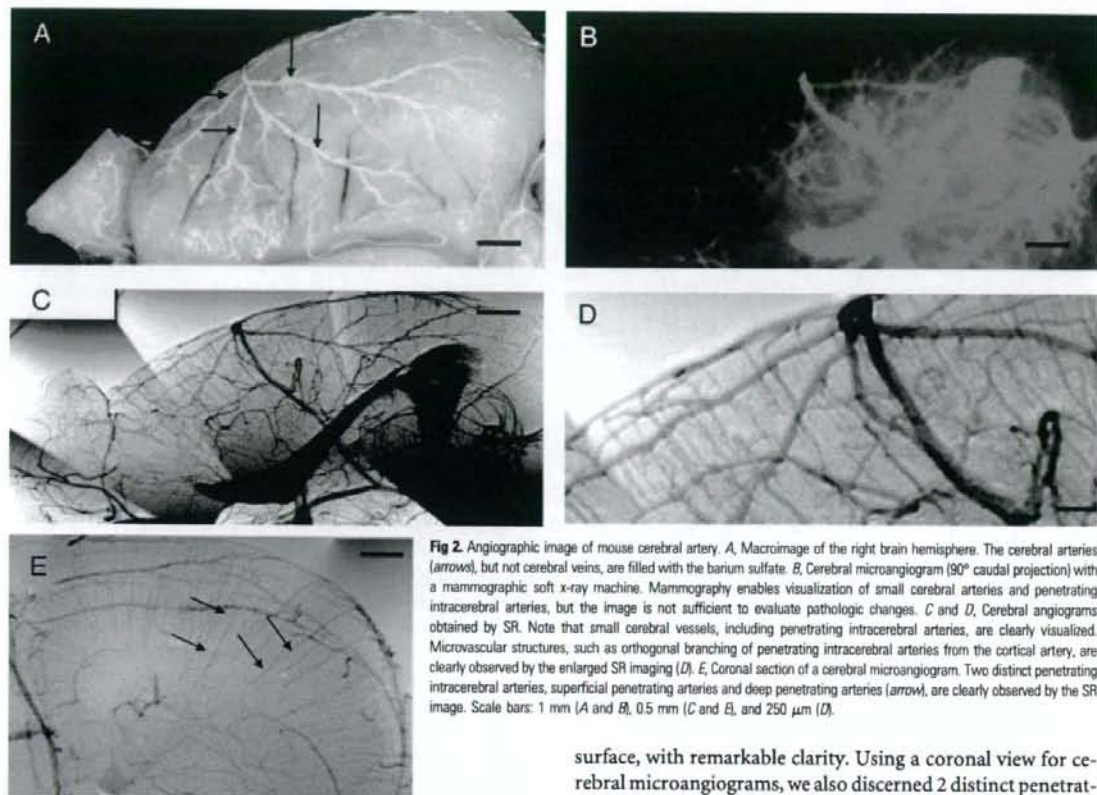 A
B
C
D
E
Fig 2. Angiographic image of mouse cerebral artery. A, Macroimage of the right brain hemisphere. The cerebral arteries
(arrows), but not cerebral veins, are filled with the barium sulfate. B, Cerebral microangiogram (90° caudal projection) with
a mammographic soft x-ray machine. Mammography enables visualization of small cerebral arteries and penetrating
intracerebral arteries, but the image is not sufficient to evaluate pathologic changes. C and D, Cerebral angiograms
obtained by SR. Note that small cerebral vessels, including penetrating intracerebral arteries, are clearly visualized.
Microvascular structures, such as orthogonal branching of penetrating intracerebral arteries from the cortical artery, are
clearly observed by the enlarged SR imaging (D). E, Coronal section of a cerebral microangiogram. Two distinct penetrating
intracerebral arteries, superficial penetrating arteries and deep penetrating arteries (arrow), are clearly observed by the SR
image. Scale bars: 1 mm (A and B), 0.5 mm (C and E), and 250 μm (D).
surface, with remarkable clarity. Using a coronal view for ce-
rebral microangiograms, we also discerned 2 distinct penetrat-